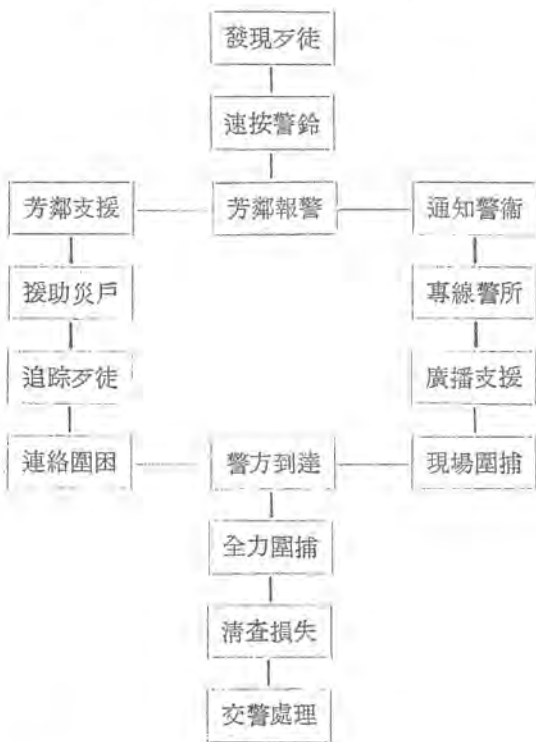 發現歹徒
速按警鈴
芳鄰支援 芳鄰報警 通知警衞
援助災戶 專線警所
追踪歹徒 廣播支援
連絡圍困 警方到達 現場圍捕
全力圍捕
清查損失
交警處理